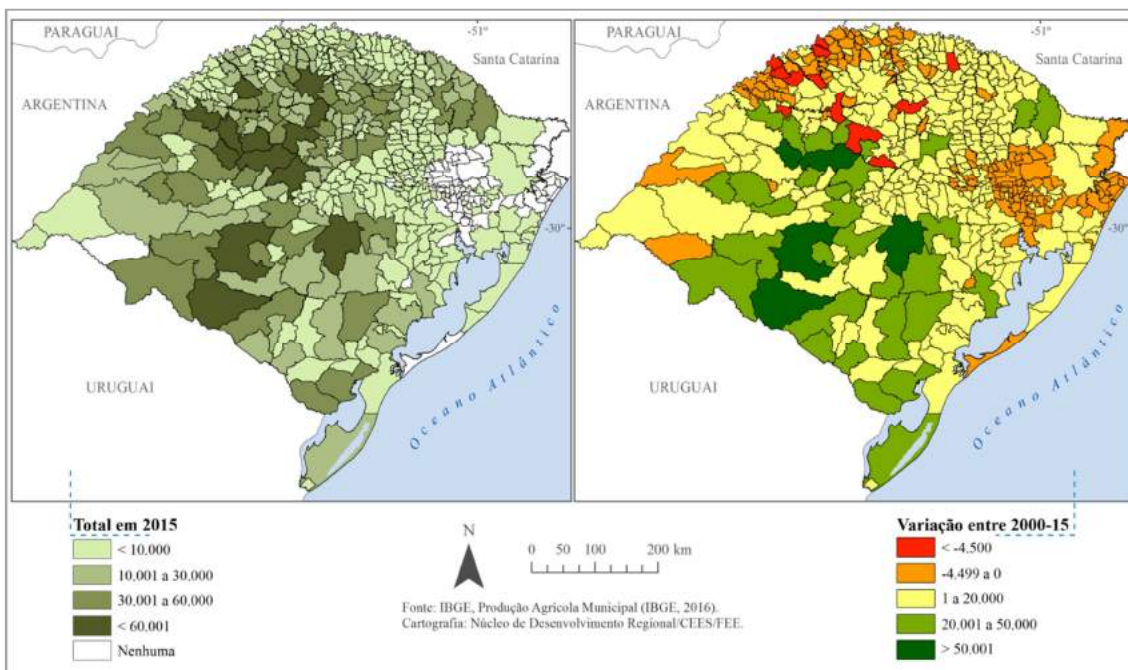 PARAGUAI
-51
Santa Catarina
ARGENTINA
-30°
URUGUAI
Oceano Atlântico
PARAGUAI
-51
Santa Catarina
ARGENTINA
-30°
URUGUAI
Oceano Atlântico
Total em 2015
< 10.000
10.001 a 30.000
30.001 a 60.000
< 60.001
Nenhuma
N
0 50 100 200 km
Fonte: IBGE, Produção Agrícola Municipal (IBGE, 2016).
Cartografia: Núcleo de Desenvolvimento Regional/CEES/FEE.
Variação entre 2000-15
< -4.500
-4.499 a 0
1 a 20.000
20.001 a 50.000
> 50.001